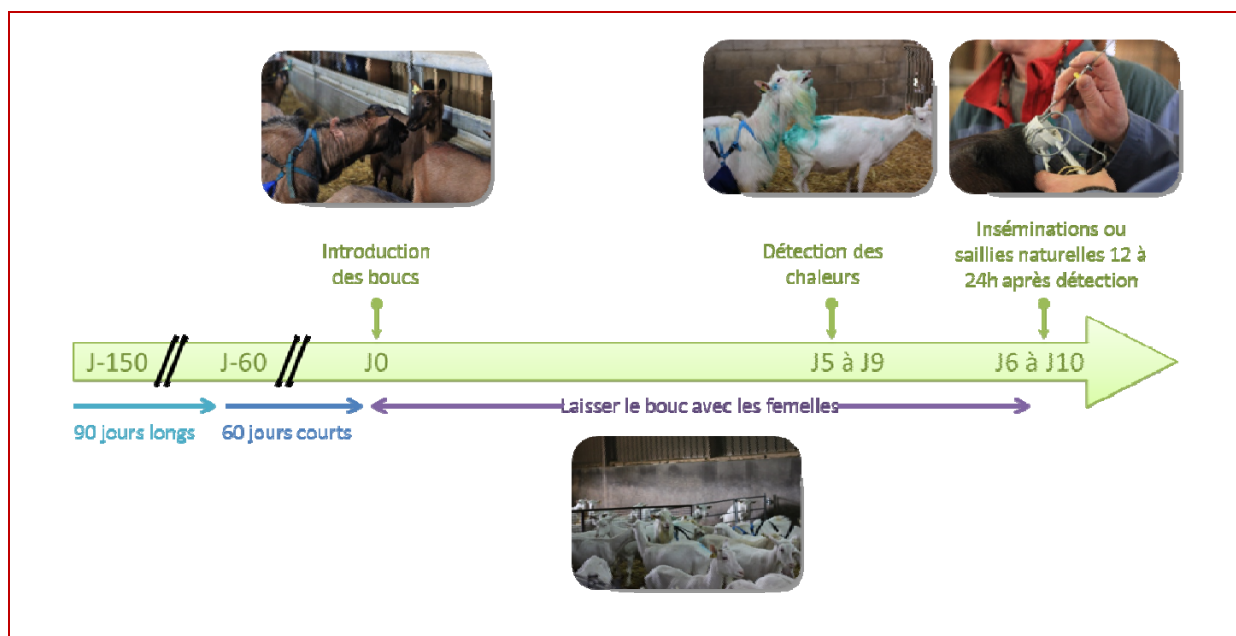 Introduction
des boucs
Détection des
chaleurs
Inséminations ou
saillies naturelles 12 à
24h après détection
J-150
J-60
J0
J5 à J9
J6 à J10
Laisser le bouc avec les femelles
90 jours longs
60 jours courts